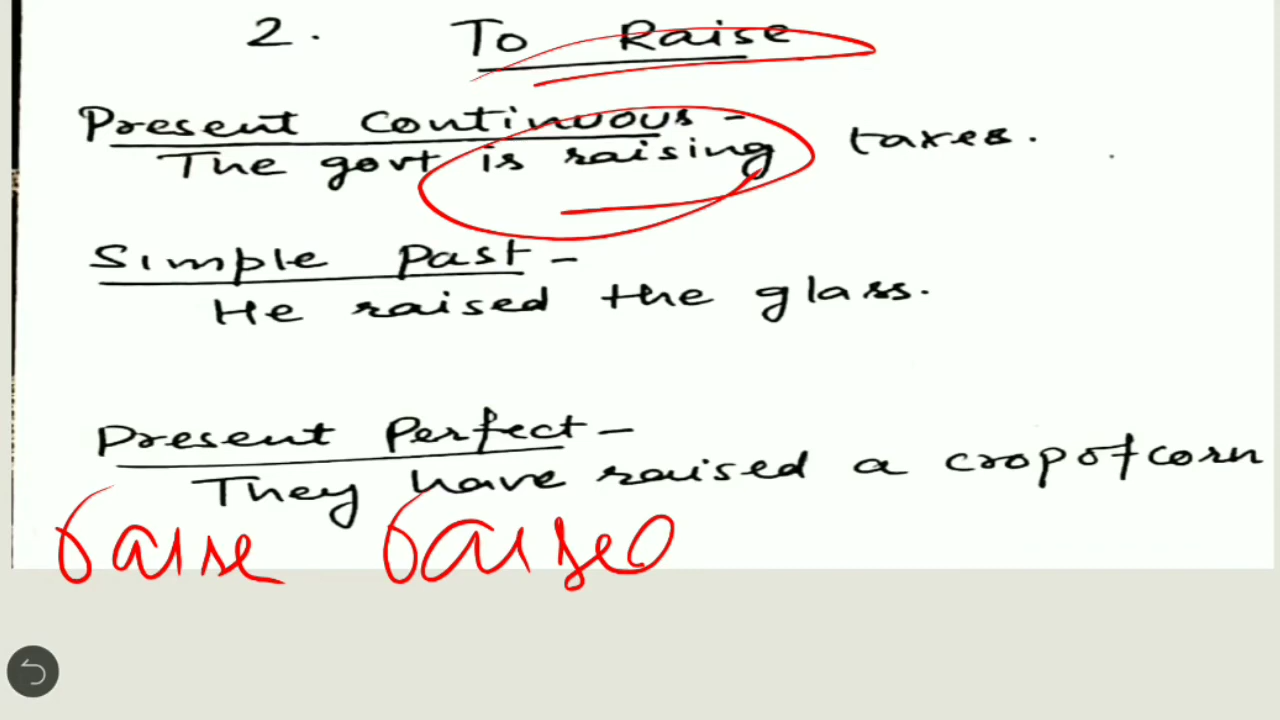 2. To Raise
Present Continuous -
The govt is raising taxes.
Simple Past -
He raised the glass.
Present Perfect -
They have raised a crop of corn
raise raised